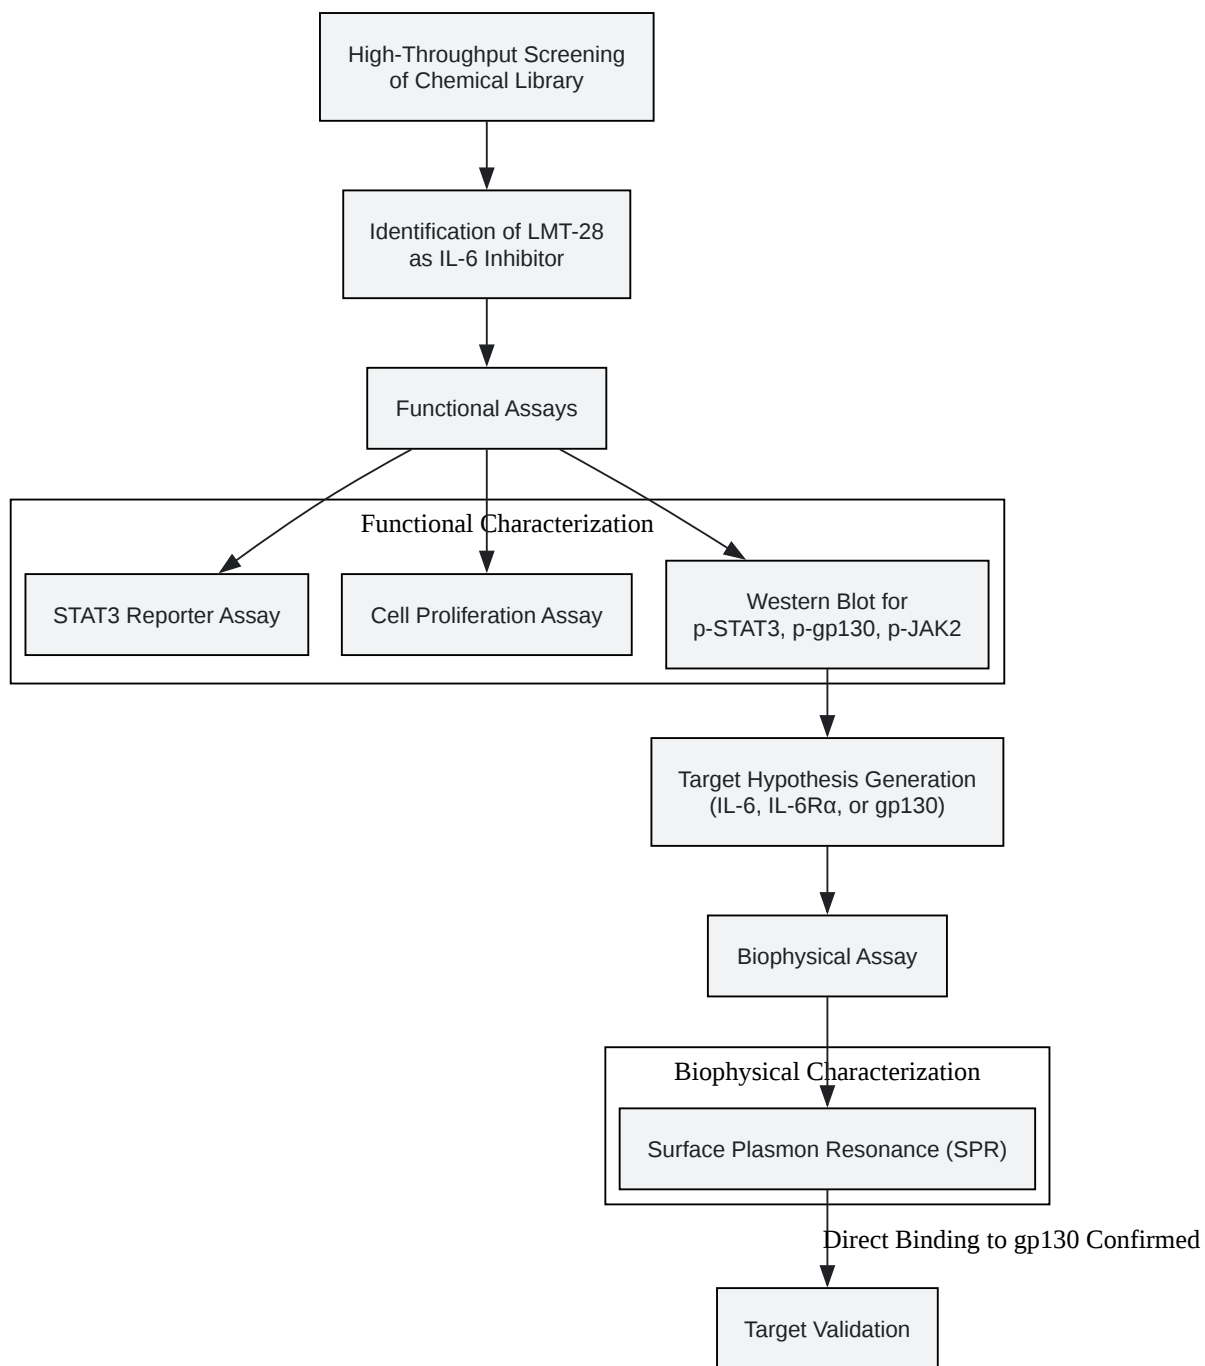 High-Throughput Screening
of Chemical Library
Identification of LMT-28
as IL-6 Inhibitor
Functional Assays
Functional Characterization
STAT3 Reporter Assay
Cell Proliferation Assay
Western Blot for
p-STAT3, p-gp130, p-JAK2
Target Hypothesis Generation
(IL-6, IL-6Rα, or gp130)
Biophysical Assay
Biophysical Characterization
Surface Plasmon Resonance (SPR)
Direct Binding to gp130 Confirmed
Target Validation